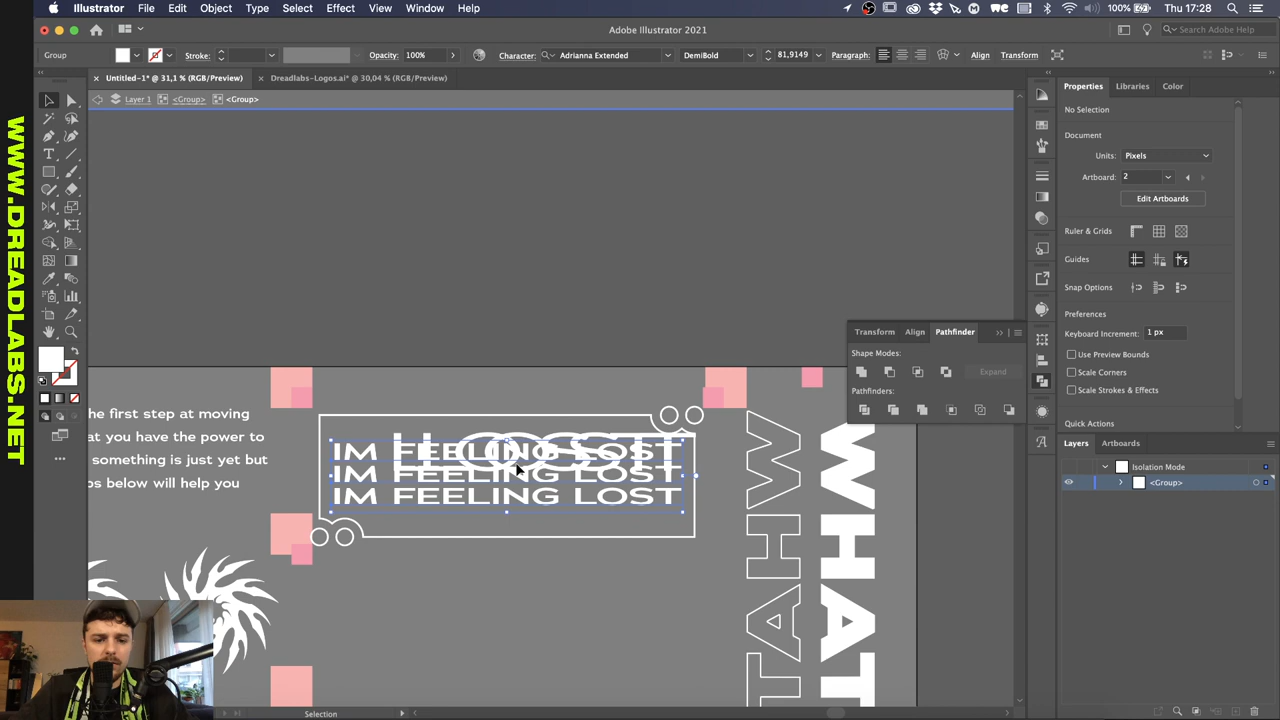 Illustrator File Edit Object Type Select Effect View Window Help
100% Thu 17:28
Adobe Illustrator 2021
Search Adobe Help
Group
Stroke:
Opacity: 100%
Character: Adrianna Extended
DemiBold
81,9149
Paragraph:
Align
Transform
× Untitled-1* @ 31,1 % (RGB/Preview)
× Dreadlabs-Logos.ai* @ 30,04 % (RGB/Preview)
Layer 1 <Group> <Group>
WWW.DREADLABS.NET
he first step at moving
at you have the power to
something is just yet but
ps below will help you
IM FEELING LOST
IM FEELING LOST
IM FEELING LOST
WHAT
WHAT
Selection
Properties
Libraries
Color
No Selection
Document
Units: Pixels
Artboard: 2
Edit Artboards
Ruler & Grids
Guides
Snap Options
Preferences
Keyboard Increment: 1 px
Use Preview Bounds
Scale Corners
Scale Strokes & Effects
Quick Actions
Transform Align Pathfinder
Shape Modes:
Expand
Pathfinders:
Layers
Artboards
Isolation Mode
<Group>